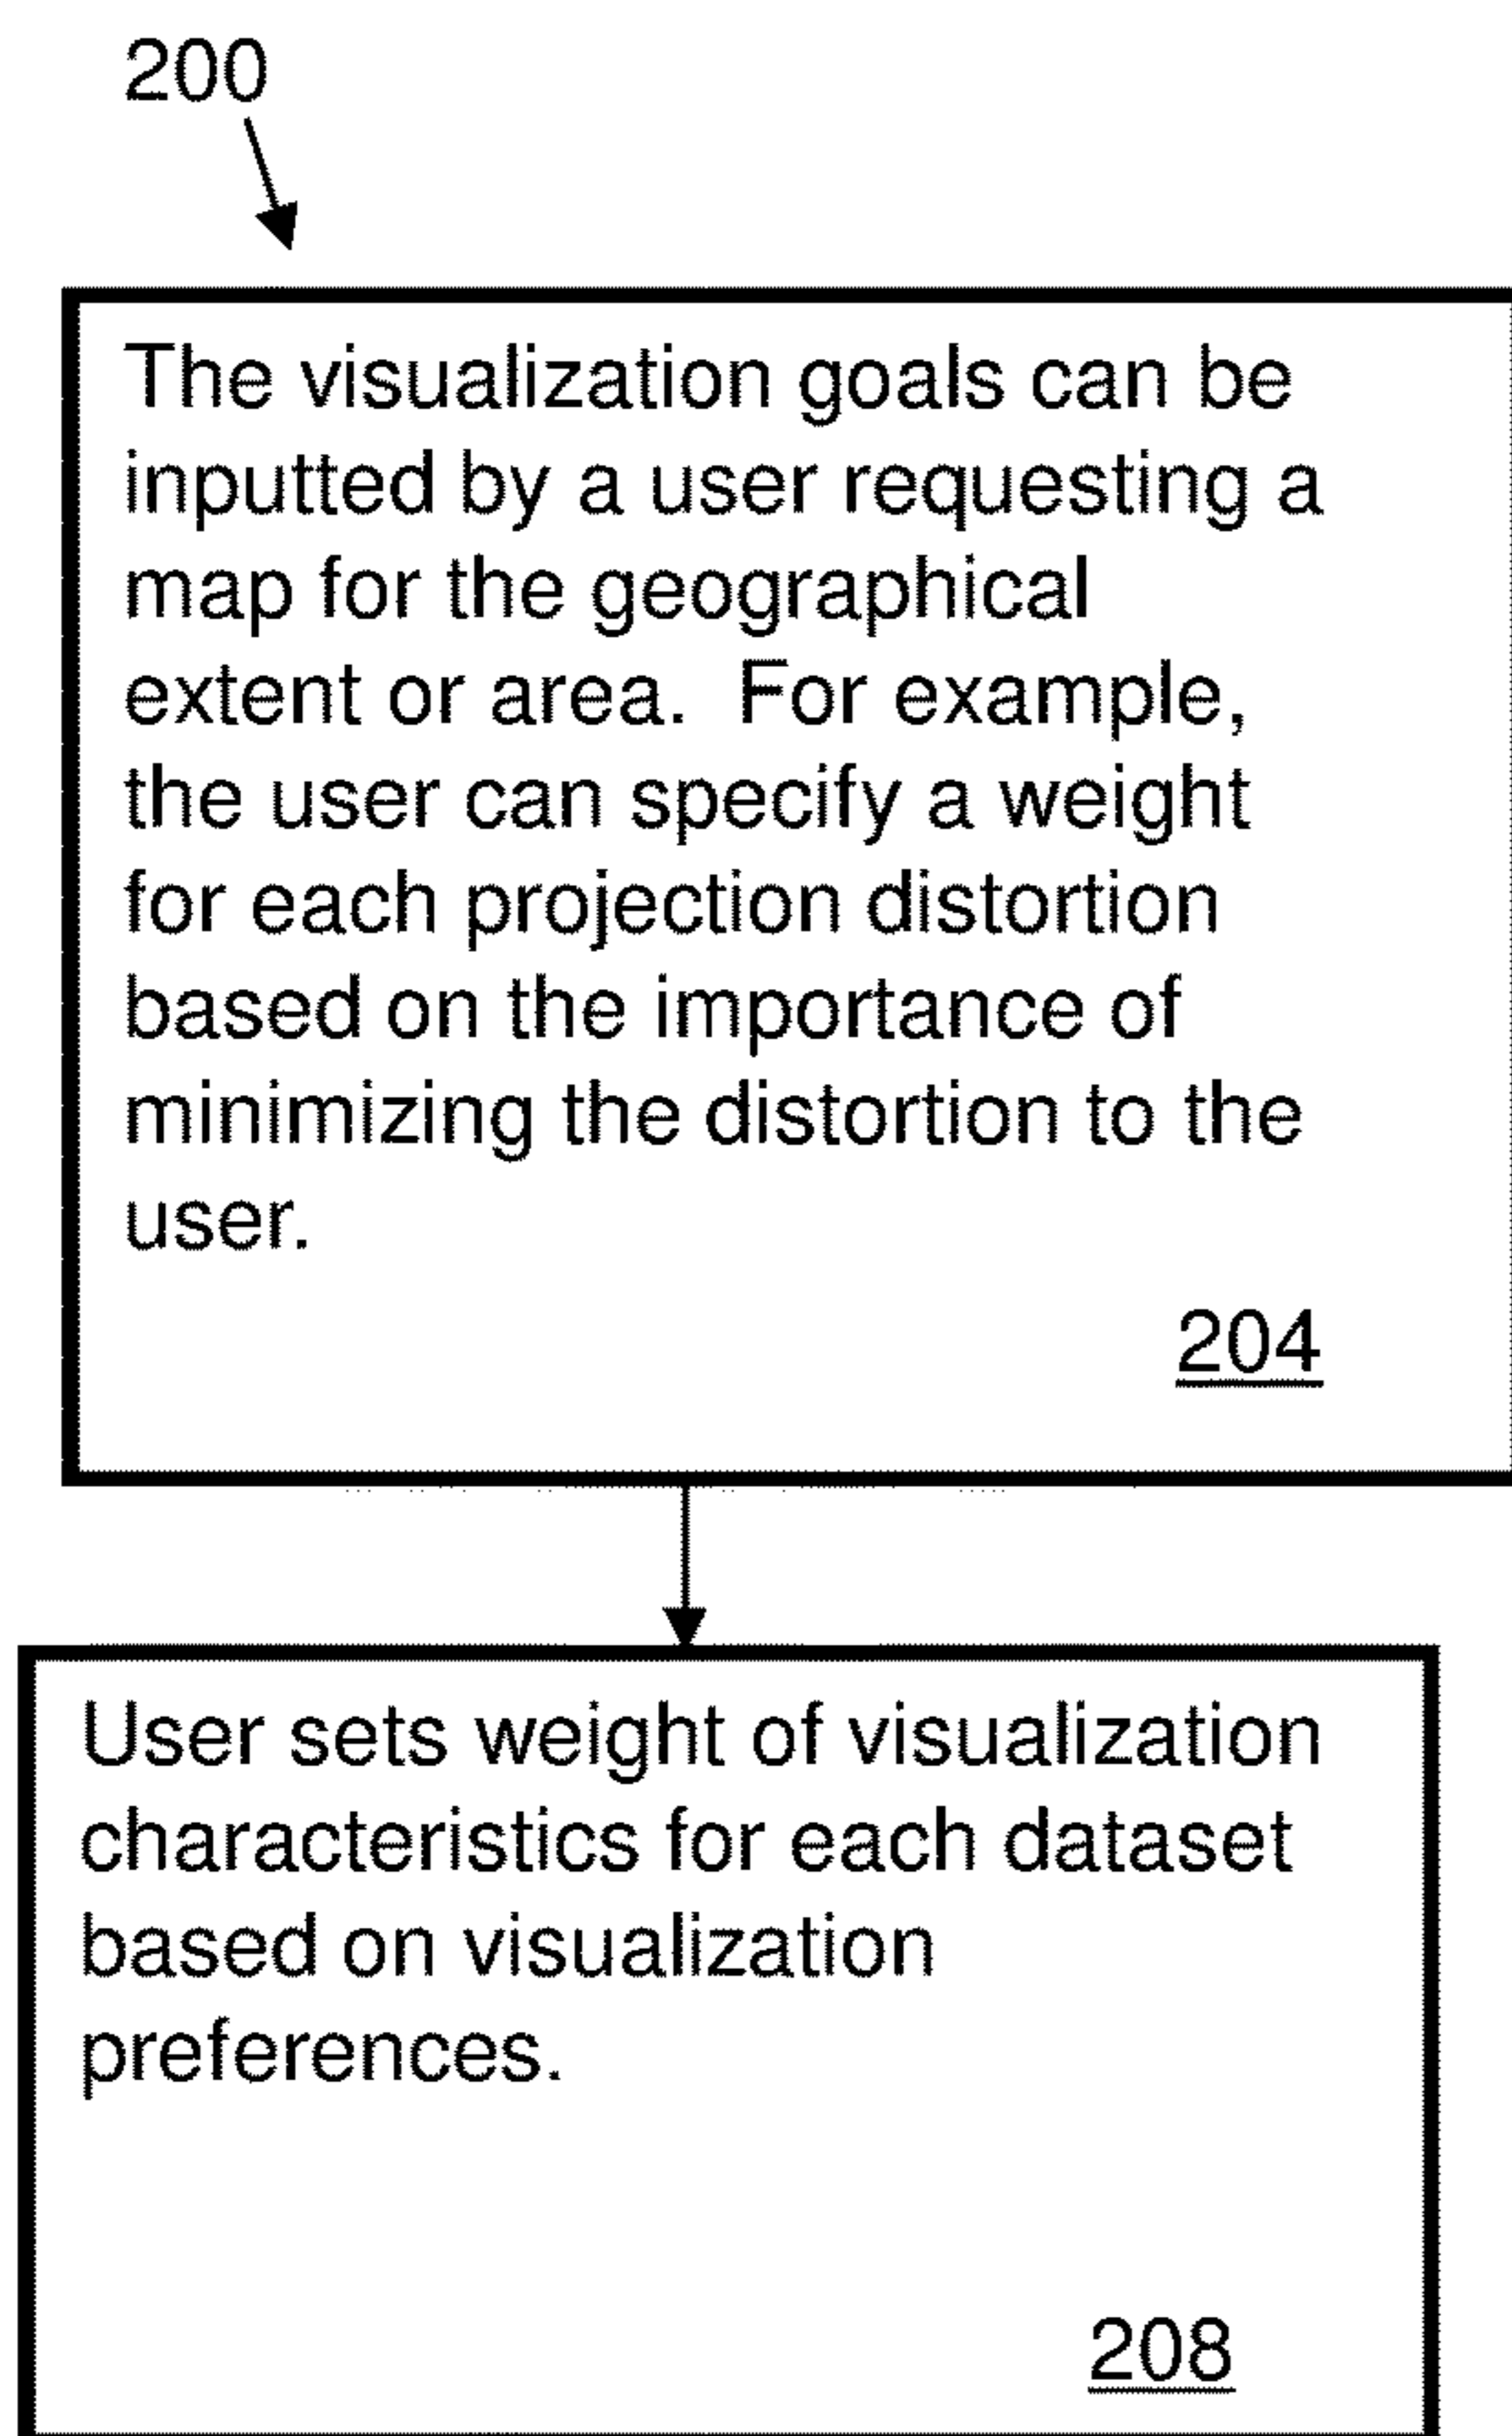 200
The visualization goals can be
inputted by a user requesting a
map for the geographical
extent or area.  For example,
the user can specify a weight
for each projection distortion
based on the importance of
minimizing the distortion to the
user.
204
User sets weight of visualization
characteristics for each dataset
based on visualization
preferences.
208